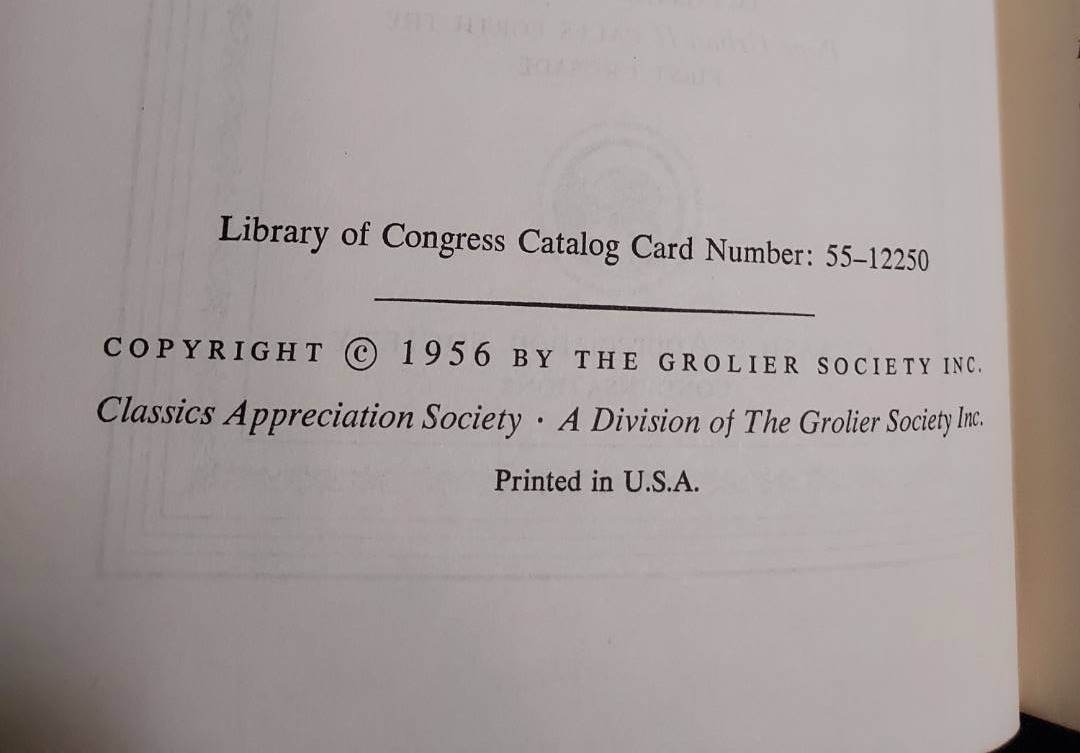 Library of Congress Catalog Card Number: 55–12250
COPYRIGHT © 1956 BY THE GROLIER SOCIETY INC.
Classics Appreciation Society · A Division of The Grolier Society Inc.
Printed in U.S.A.